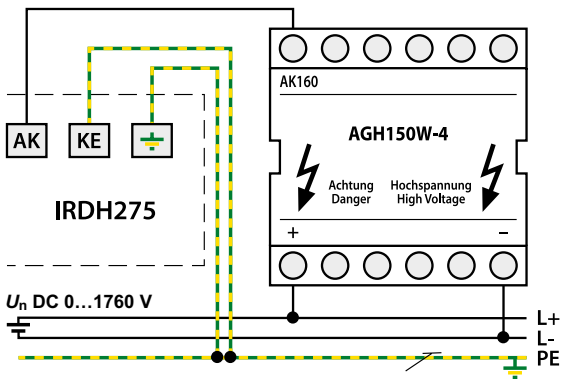 AK160
AGH150W-4
AK
KE
Achtung
Danger
Hochspannung
High Voltage
IRDH275
+
–
Un DC 0...1760 V
L+
L-
PE